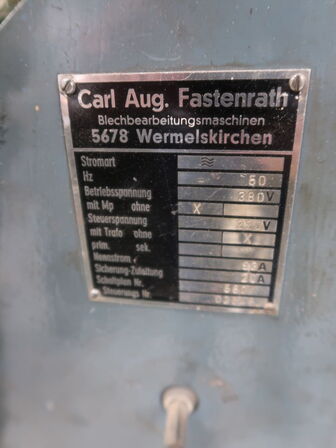 Carl Aug. Fastenrath
Blechbearbeitungsmaschinen
5678 Wermelskirchen
Stromart
Hz 50
Betriebsspannung 380V
mit Mp ohne X
Steuerspannung V
mit Trafo ohne X
prim. sek.
Nennstrom A
Sicherung-Zuleitung A
Schaltplan Nr.
Steuerungs Nr.